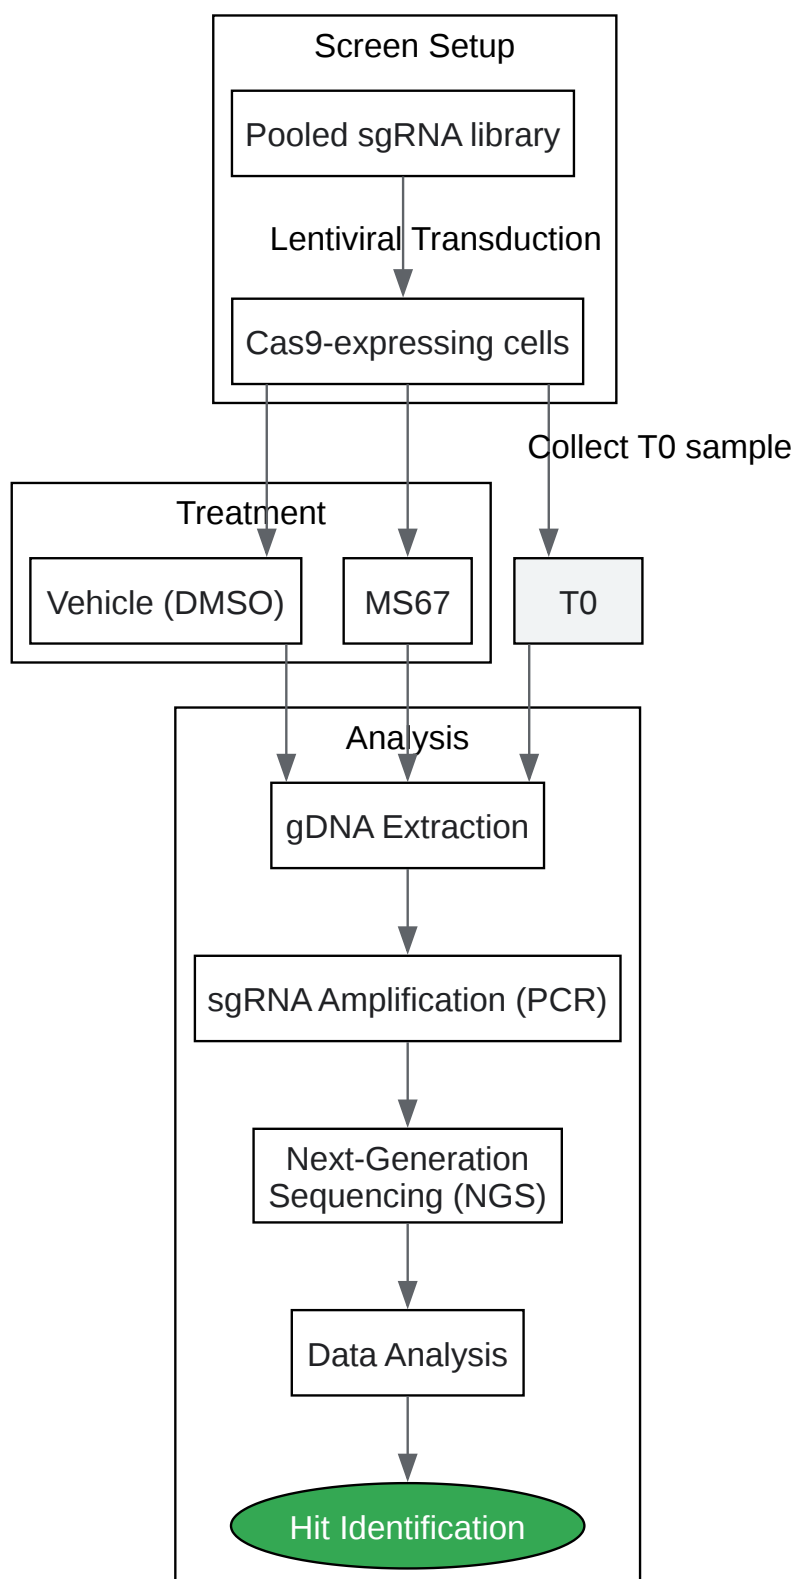 Screen Setup
Pooled sgRNA library
Lentiviral Transduction
Cas9-expressing cells
Collect T0 sample
Treatment
Vehicle (DMSO)
MS67
T0
Analysis
gDNA Extraction
sgRNA Amplification (PCR)
Next-Generation
Sequencing (NGS)
Data Analysis
Hit Identification